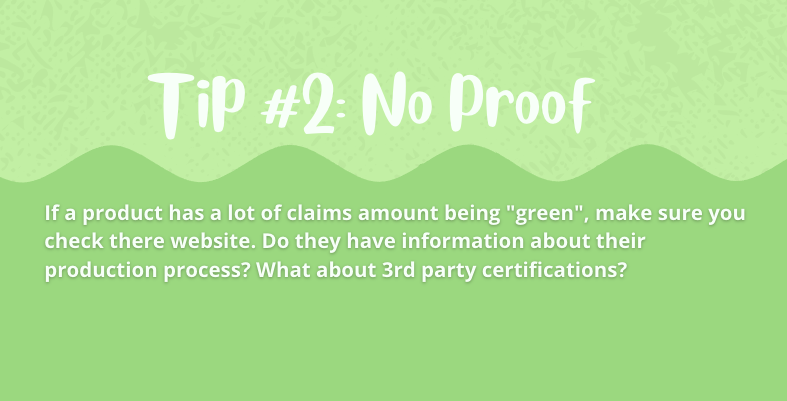 Tip #2: No Proof
If a product has a lot of claims amount being "green", make sure you
check there website. Do they have information about their
production process? What about 3rd party certifications?